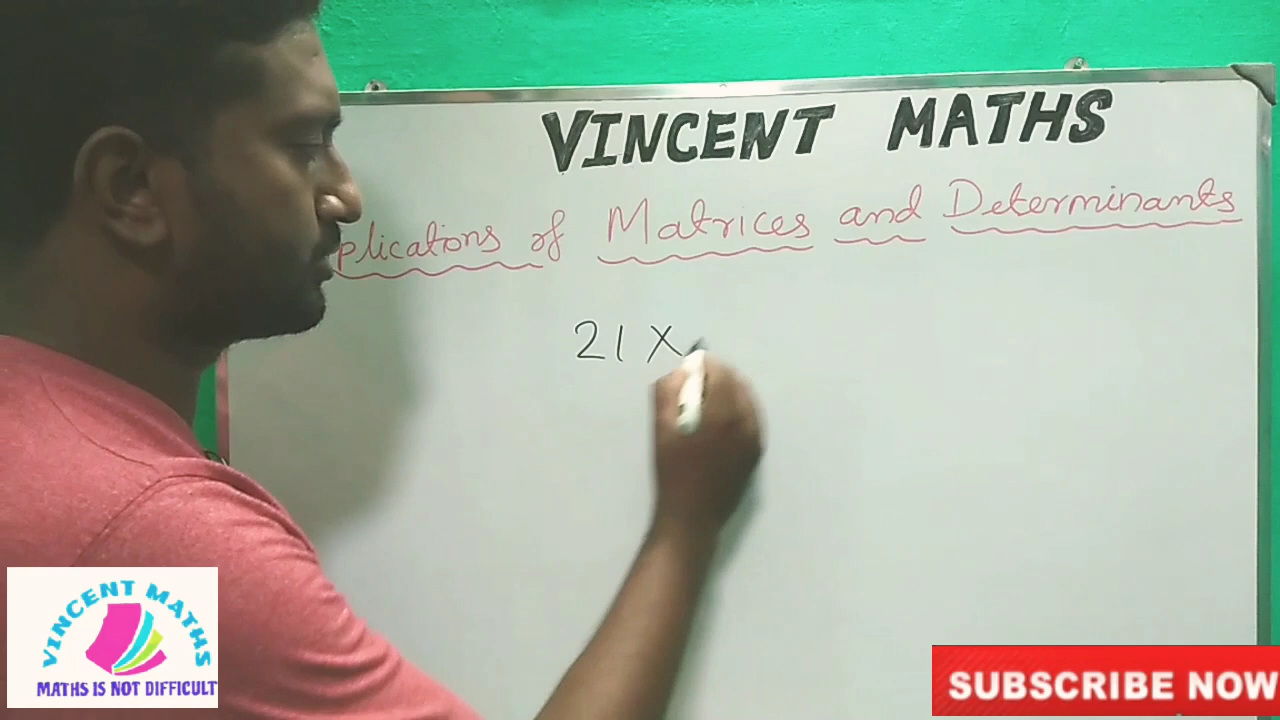 VINCENT MATHS
plications of Matrices and Determinants
21 ×
VINCENT MATHS
MATHS IS NOT DIFFICULT
SUBSCRIBE NOW